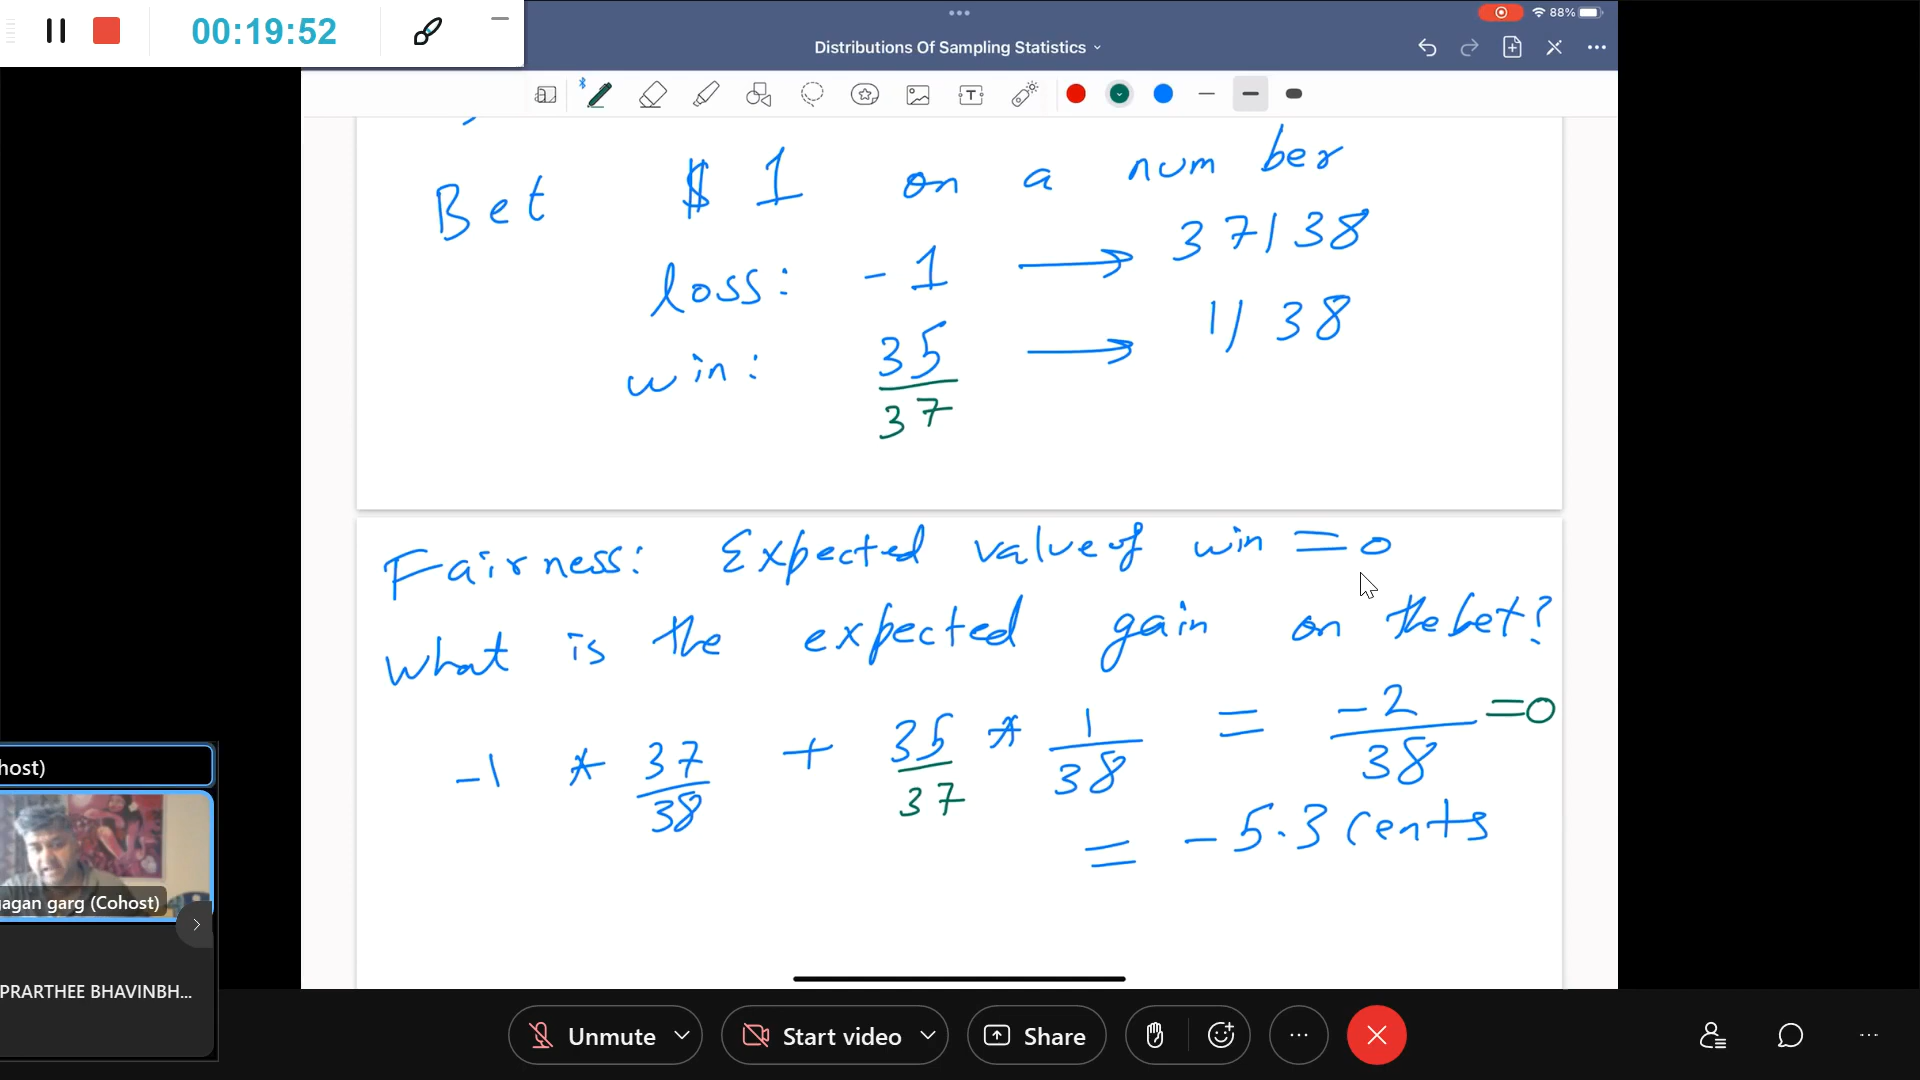 00:19:52
88%
Distributions Of Sampling Statistics
T
Bet $ 1 on a number
loss: - 1 → 37/38
win: 35 → 1/38
37
Fairness: Expected value of win = 0
What is the expected gain on the bet?
-1 * 37/38 + 35 * 1/38 = -2/38 = 0
37
= - 5.3 cents
host)
gagan garg (Cohost)
PRARTHEE BHAVINBH...
Unmute
Start video
Share